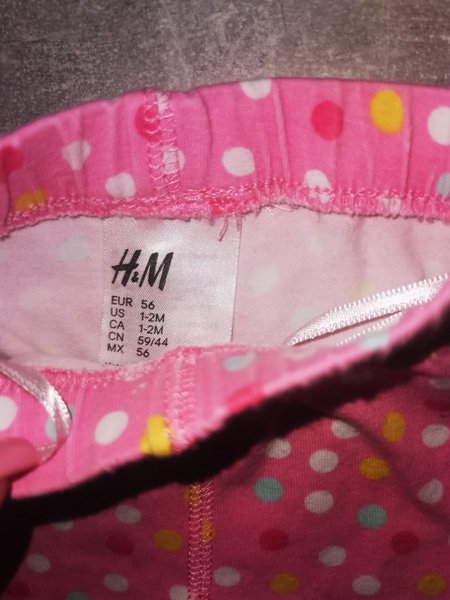 H&M
EUR 56
US 1-2M
CA 1-2M
CN 59/44
MX 56